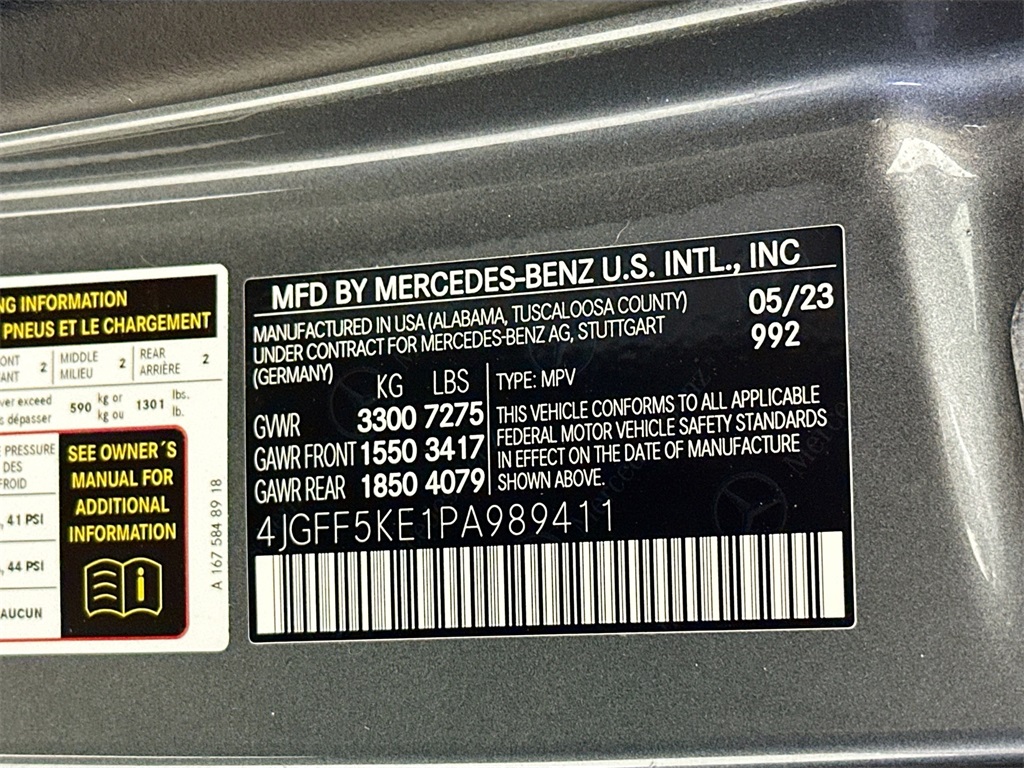 NG INFORMATION
PNEUS ET LE CHARGEMENT
ONT
ANT
2
MIDDLE
MILIEU
2
REAR
ARRIÈRE
2
ver exceed
s dépasser
590
kg or
kg ou
1301
lbs.
lb.
PRESSURE
DES
FROID
, 41 PSI
, 44 PSI
AUCUN
SEE OWNER´S
MANUAL FOR
ADDITIONAL
INFORMATION
A 167 584 89 18
MFD BY MERCEDES-BENZ U.S. INTL., INC
MANUFACTURED IN USA (ALABAMA, TUSCALOOSA COUNTY)
UNDER CONTRACT FOR MERCEDES-BENZ AG, STUTTGART
(GERMANY)
05/23
992
KG LBS
GVWR 3300 7275
GAWR FRONT 1550 3417
GAWR REAR 1850 4079
TYPE: MPV
THIS VEHICLE CONFORMS TO ALL APPLICABLE
FEDERAL MOTOR VEHICLE SAFETY STANDARDS
IN EFFECT ON THE DATE OF MANUFACTURE
SHOWN ABOVE.
4JGFF5KE1PA989411